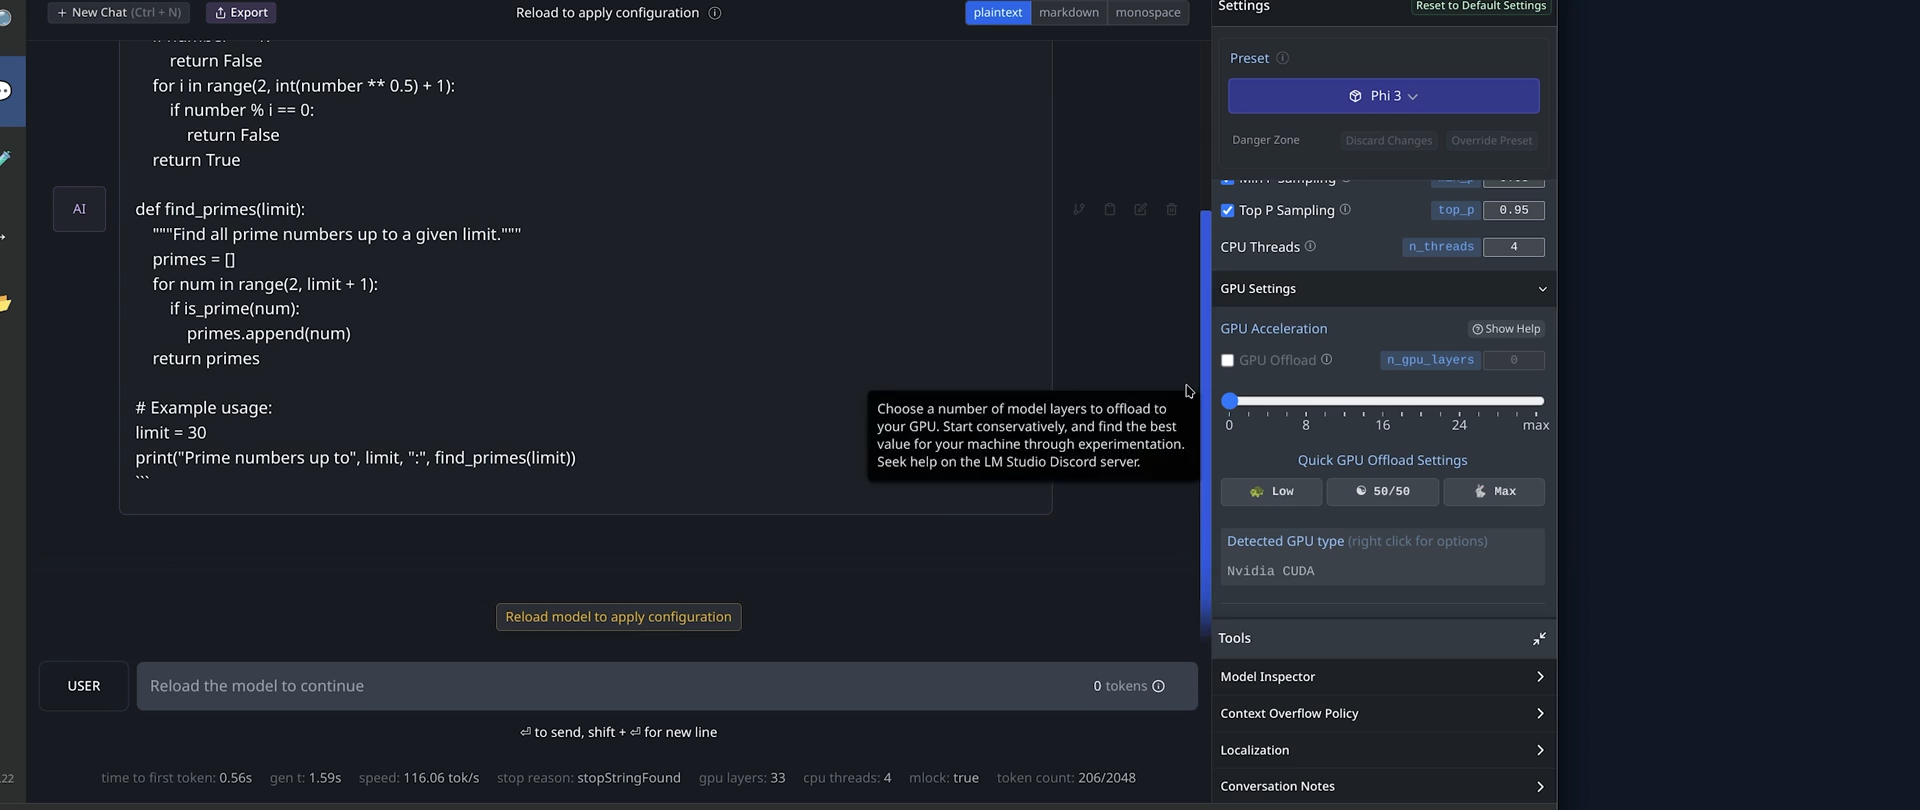 + New Chat (Ctrl + N)
Export
Reload to apply configuration
plaintext
markdown
monospace
Settings
Reset to Default Settings
return False
for i in range(2, int(number ** 0.5) + 1):
if number % i == 0:
return False
return True
AI
def find_primes(limit):
"""Find all prime numbers up to a given limit."""
primes = []
for num in range(2, limit + 1):
if is_prime(num):
primes.append(num)
return primes
# Example usage:
limit = 30
print("Prime numbers up to", limit, ":", find_primes(limit))
```
Choose a number of model layers to offload to
your GPU. Start conservatively, and find the best
value for your machine through experimentation.
Seek help on the LM Studio Discord server.
Reload model to apply configuration
USER
Reload the model to continue
0 tokens
⏎ to send, shift + ⏎ for new line
time to first token: 0.56s gen t: 1.59s speed: 116.06 tok/s stop reason: stopStringFound gpu layers: 33 cpu threads: 4 mlock: true token count: 206/2048
.22
Preset
Phi 3
Danger Zone
Discard Changes
Override Preset
Min P Sampling
Top P Sampling top_p 0.95
CPU Threads n_threads 4
GPU Settings
GPU Acceleration
Show Help
GPU Offload n_gpu_layers 0
0 8 16 24 max
Quick GPU Offload Settings
Low
50/50
Max
Detected GPU type (right click for options)
Nvidia CUDA
Tools
Model Inspector
Context Overflow Policy
Localization
Conversation Notes